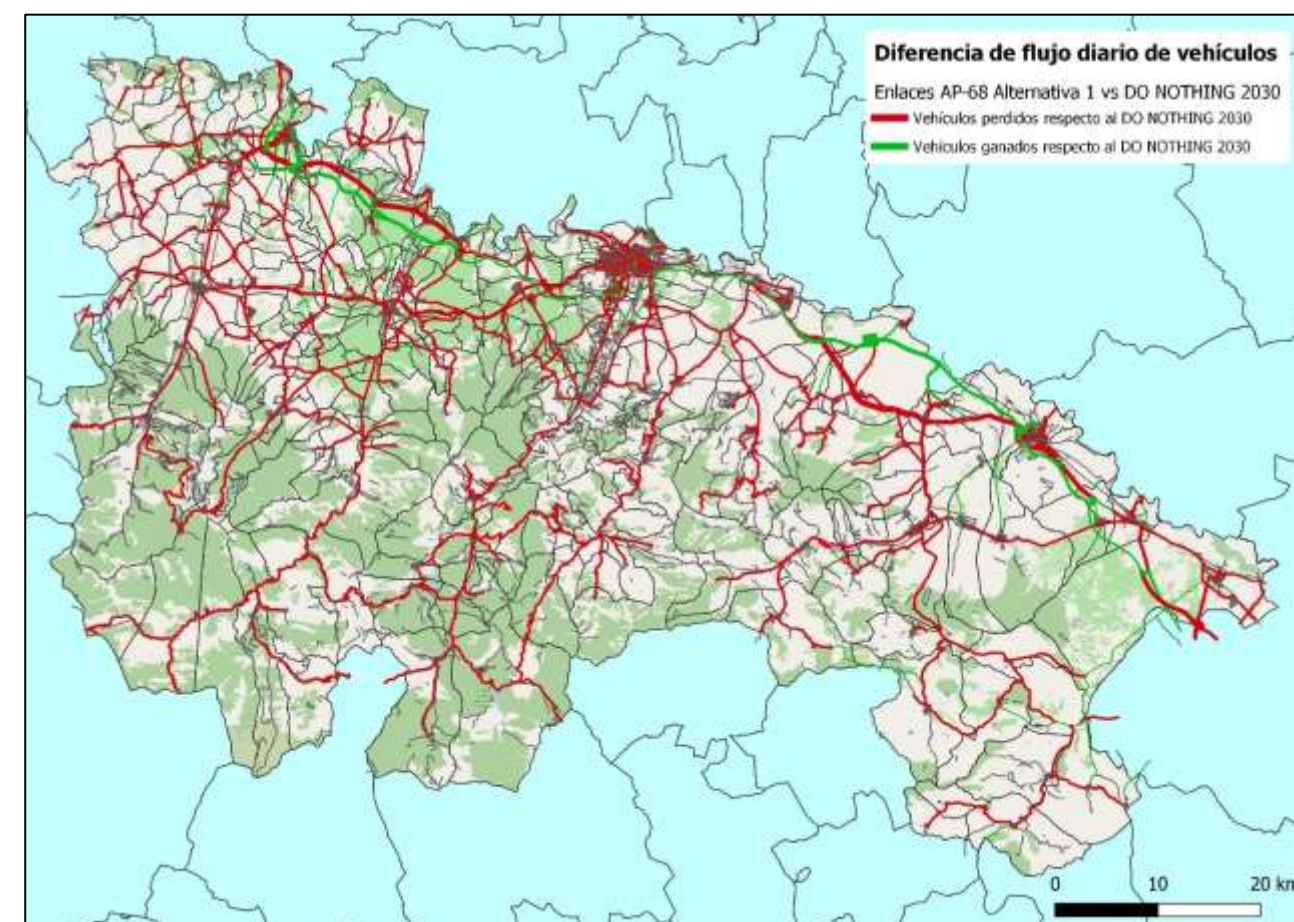 Diferencia de flujo diario de vehículos
Enlaces AP-68 Alternativa 1 vs DO NOTHING 2030
Vehículos perdidos respecto al DO NOTHING 2030
Vehículos ganados respecto al DO NOTHING 2030
0 10 20 km